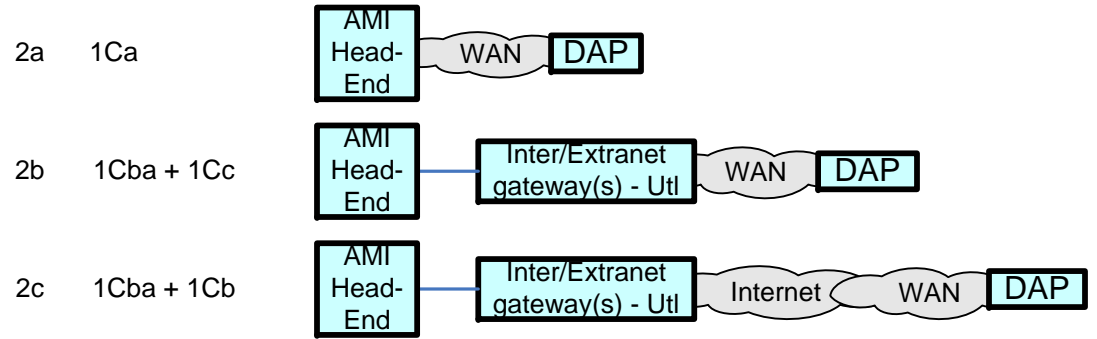 2a 1Ca AMI Head-End WAN DAP
2b 1Cba + 1Cc AMI Head-End Inter/Extranet gateway(s) - Utl WAN DAP
2c 1Cba + 1Cb AMI Head-End Inter/Extranet gateway(s) - Utl Internet WAN DAP